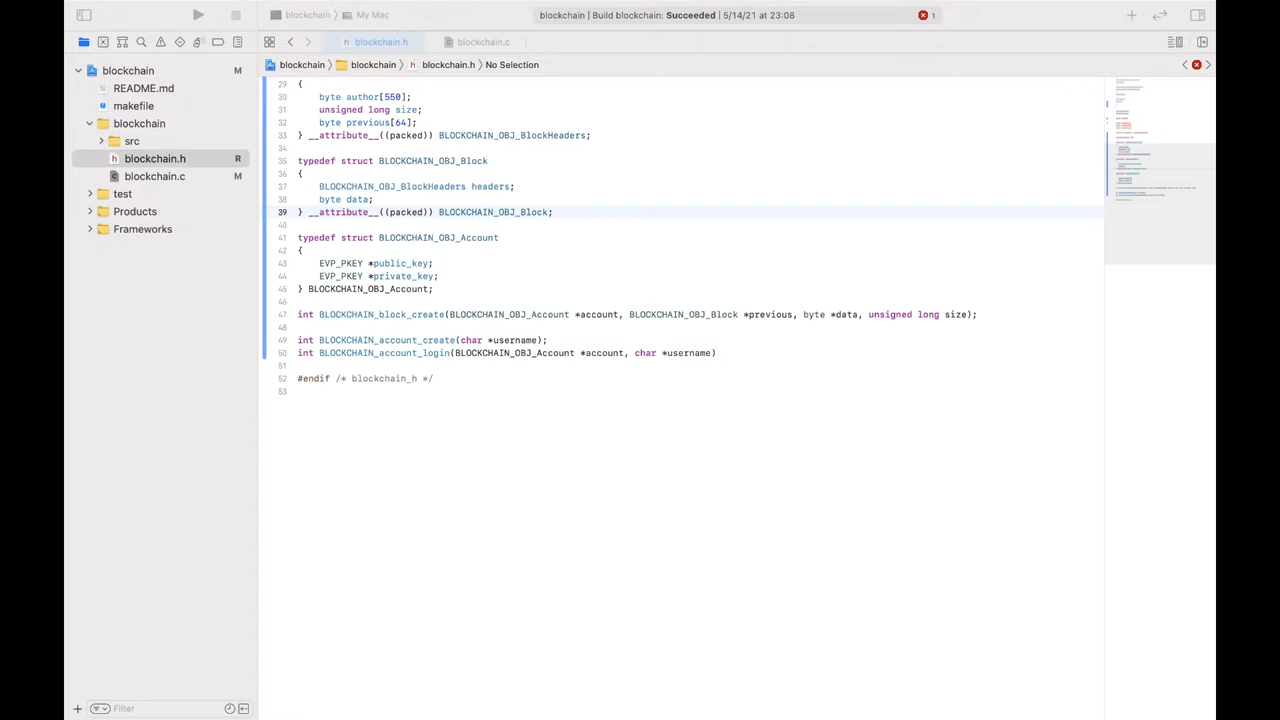 blockchain 〉 My Mac
blockchain | Build blockchain: Succeeded | 5/14/21 at 23:08
1
blockchain.h
blockchain.c
blockchain 〉 blockchain 〉 blockchain.h 〉 No Selection
blockchain M
README.md
makefile
blockchain
src
blockchain.h R
blockchain.c M
test
Products
Frameworks
29 {
30 byte author[550];
31 unsigned long size;
32 byte previous[64];
33 } __attribute__((packed)) BLOCKCHAIN_OBJ_BlockHeaders;
34
35 typedef struct BLOCKCHAIN_OBJ_Block
36 {
37 BLOCKCHAIN_OBJ_BlockHeaders headers;
38 byte data;
39 } __attribute__((packed)) BLOCKCHAIN_OBJ_Block;
40
41 typedef struct BLOCKCHAIN_OBJ_Account
42 {
43 EVP_PKEY *public_key;
44 EVP_PKEY *private_key;
45 } BLOCKCHAIN_OBJ_Account;
46
47 int BLOCKCHAIN_block_create(BLOCKCHAIN_OBJ_Account *account, BLOCKCHAIN_OBJ_Block *previous, byte *data, unsigned long size);
48
49 int BLOCKCHAIN_account_create(char *username);
50 int BLOCKCHAIN_account_login(BLOCKCHAIN_OBJ_Account *account, char *username)
51
52 #endif /* blockchain_h */
53
Filter